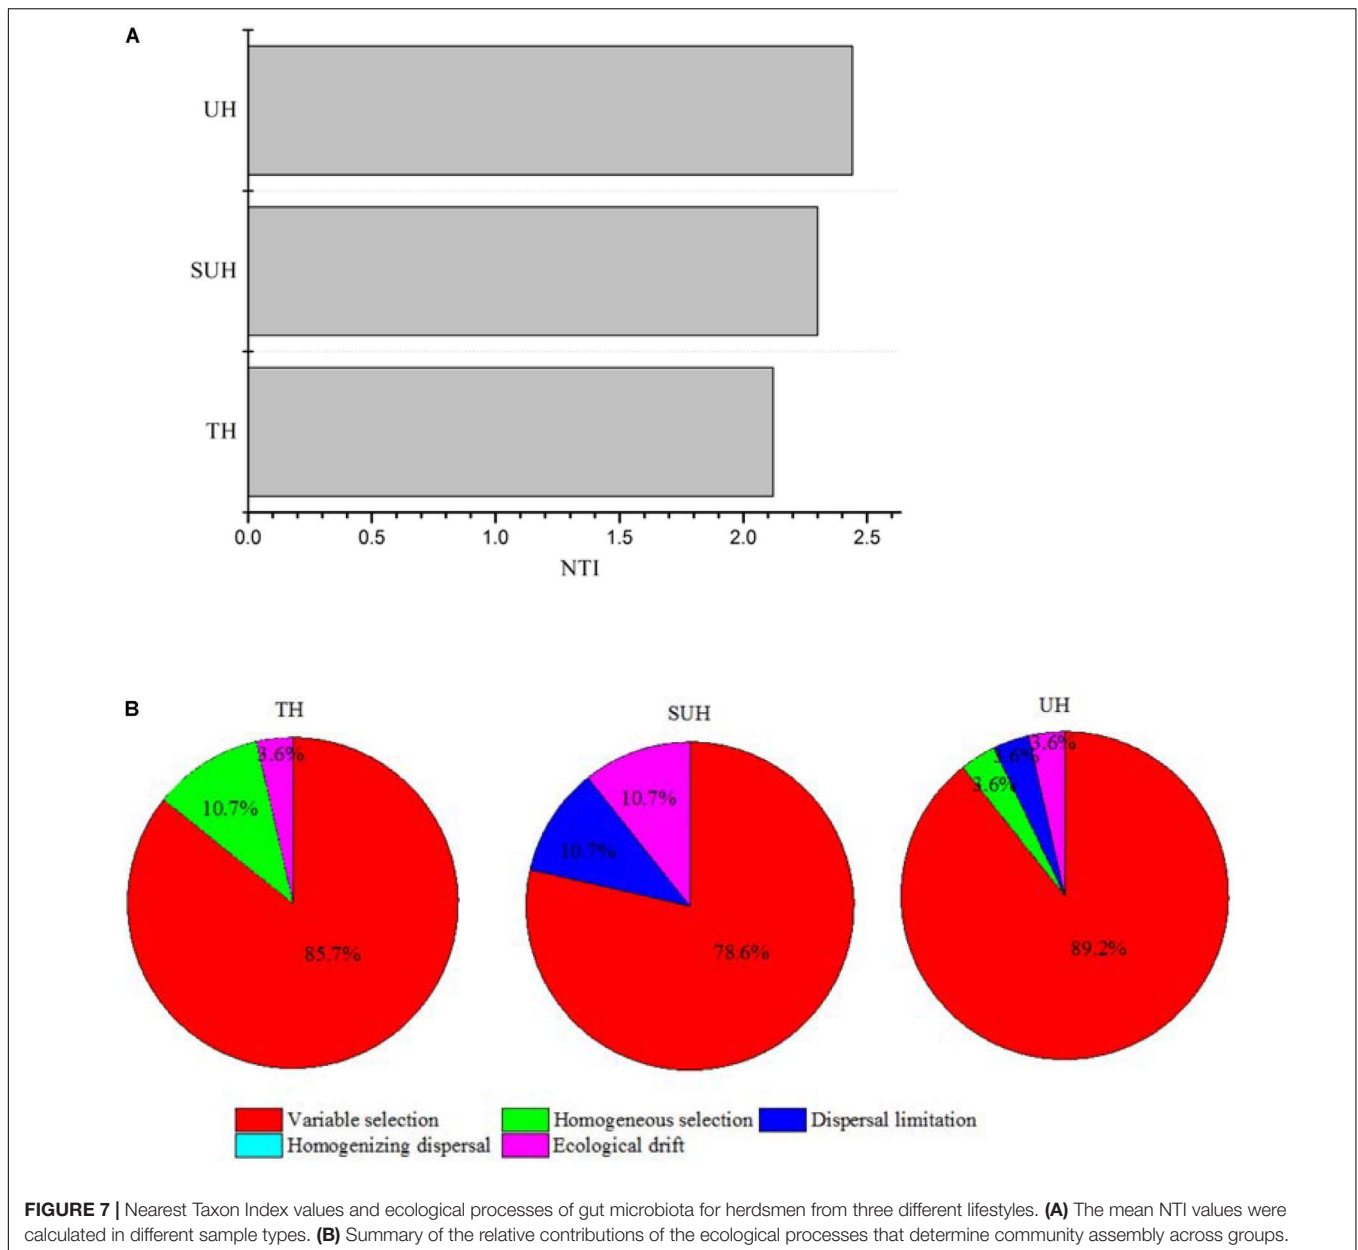 A
UH
SUH
TH
0.0 0.5 1.0 1.5 2.0 2.5
NTI
B
TH SUH UH
3.6% 10.7% 85.7%
10.7% 10.7% 78.6%
3.6% 3.6% 3.6% 89.2%
Variable selection Homogeneous selection Dispersal limitation
Homogenizing dispersal Ecological drift
FIGURE 7 | Nearest Taxon Index values and ecological processes of gut microbiota for herdsmen from three different lifestyles. (A) The mean NTI values were
calculated in different sample types. (B) Summary of the relative contributions of the ecological processes that determine community assembly across groups.